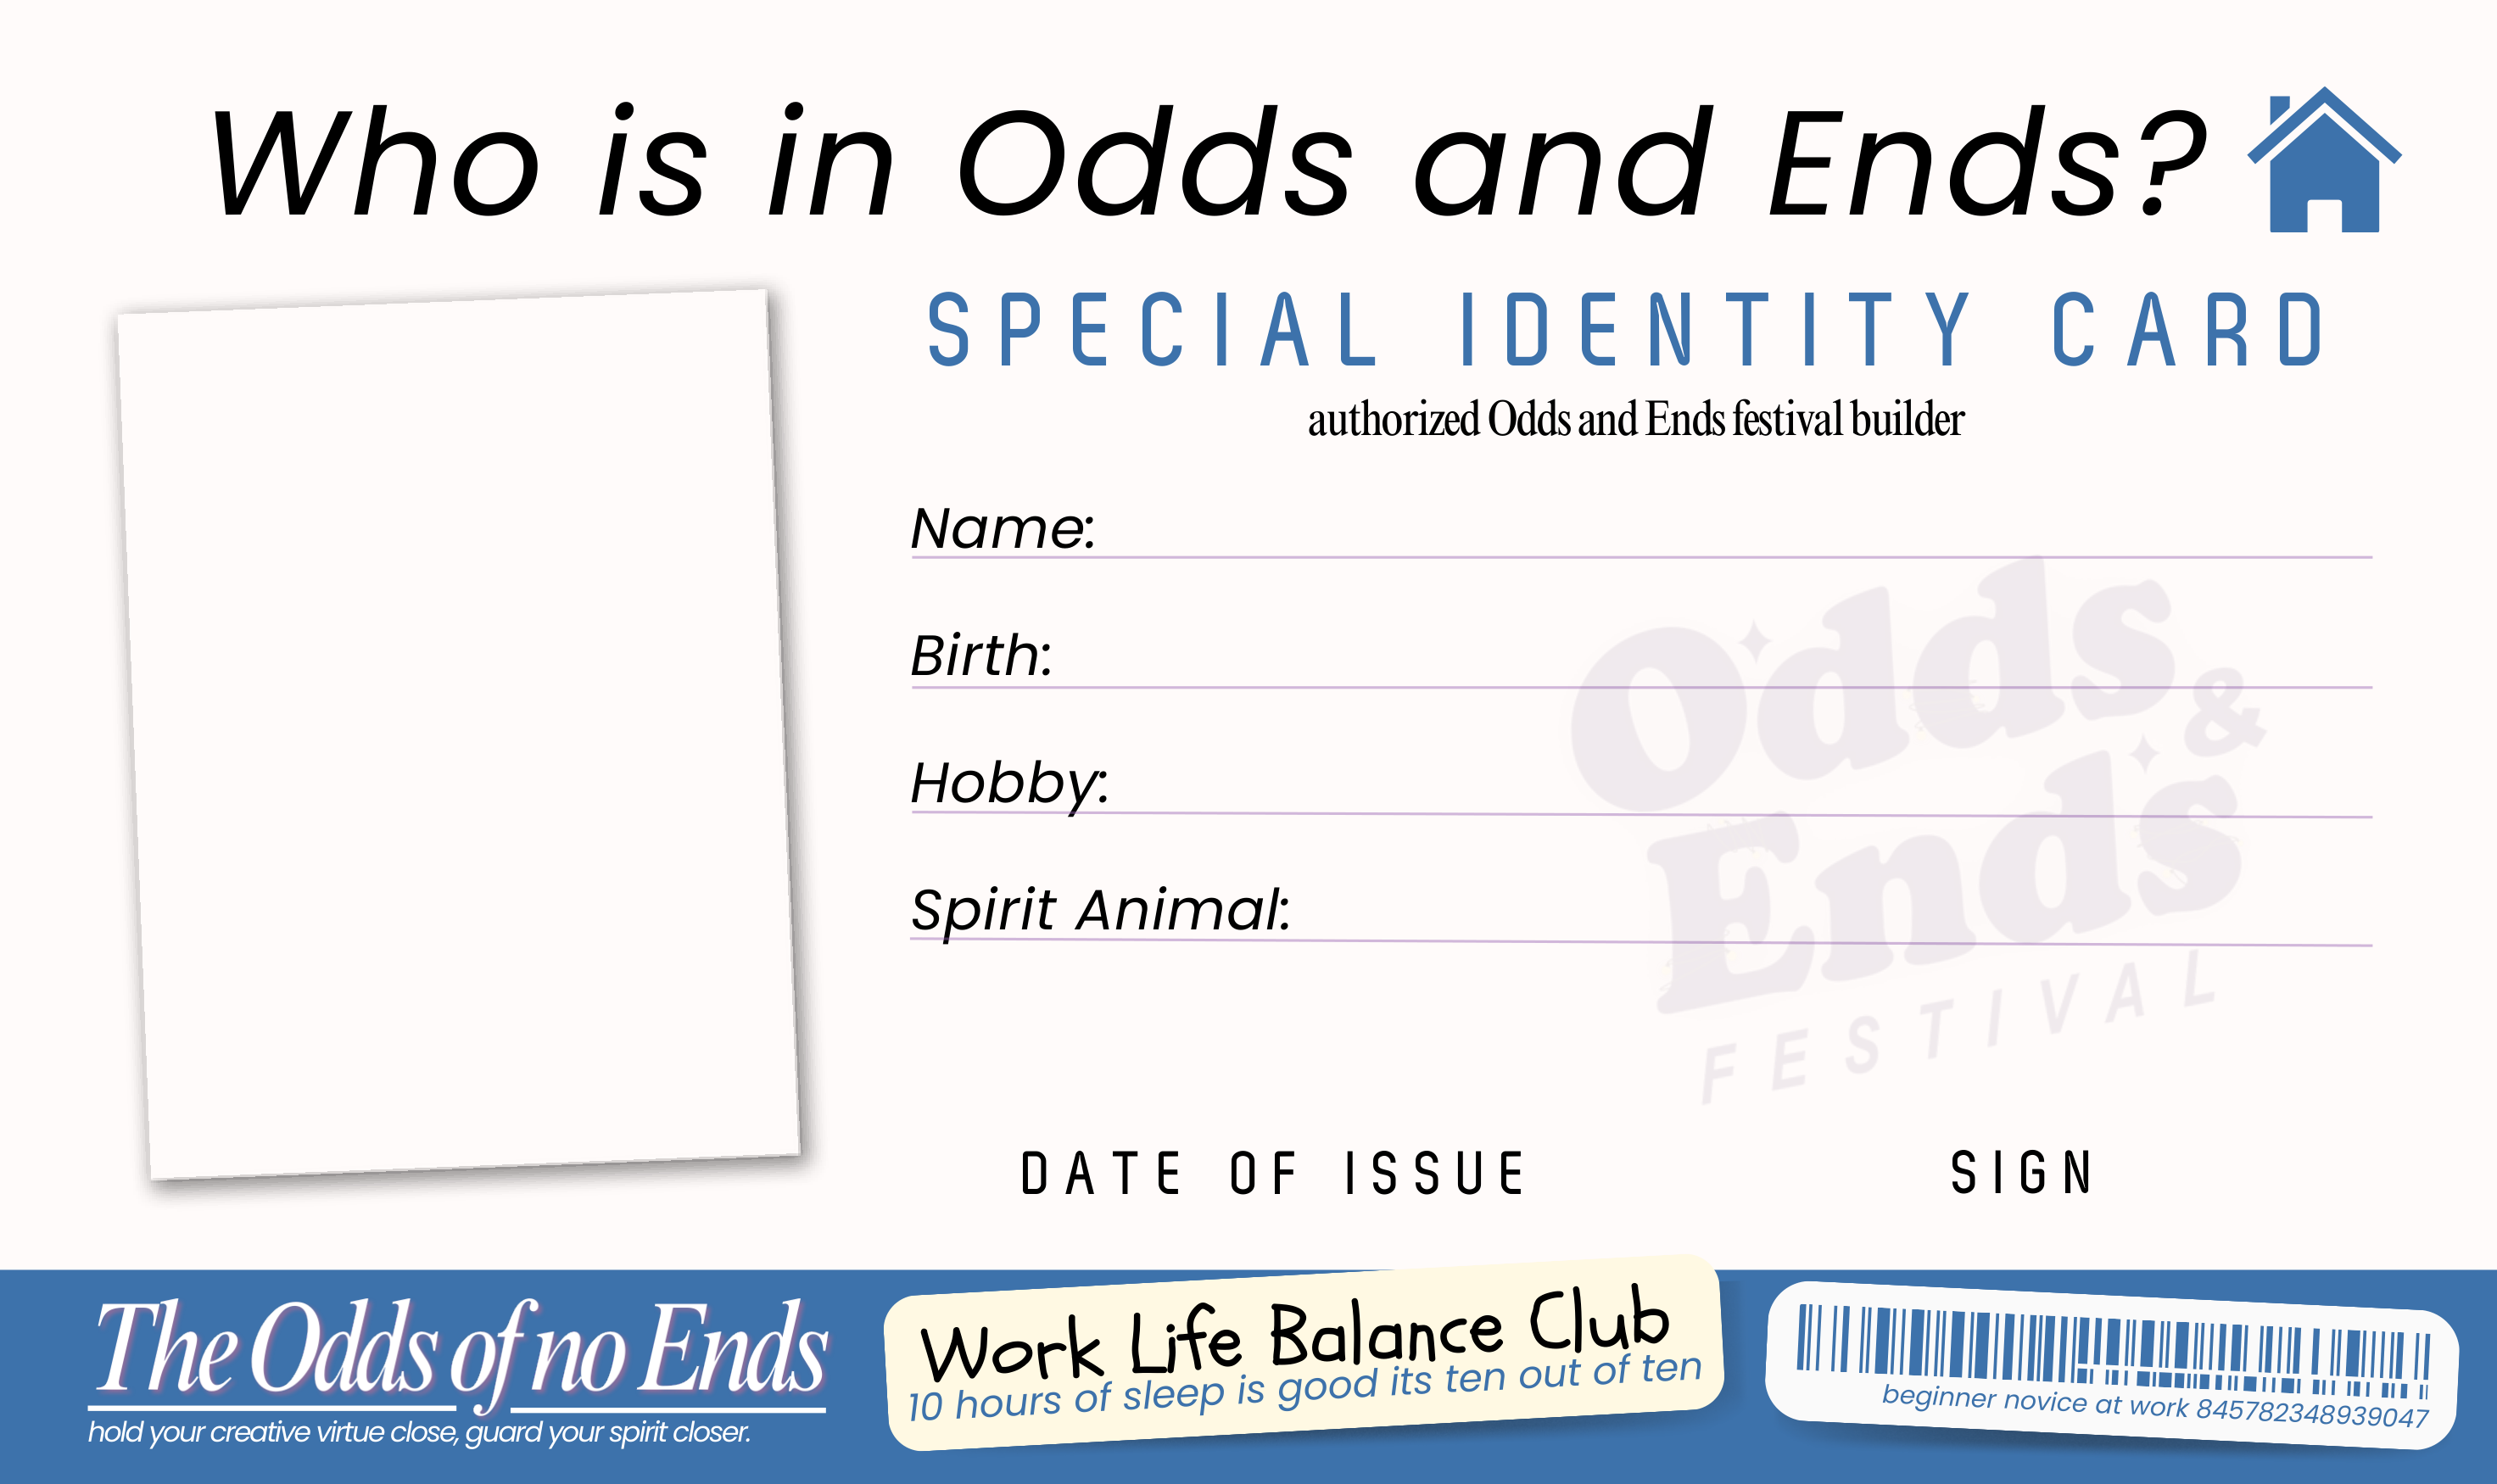 Who is in Odds and Ends?
SPECIAL IDENTITY CARD
authorized Odds and Ends festival builder
Name:
Birth:
Hobby:
Spirit Animal:
Odds &
Ends
FESTIVAL
DATE OF ISSUE
SIGN
The Odds of no Ends
hold your creative virtue close, guard your spirit closer.
Work Life Balance Club
10 hours of sleep is good its ten out of ten
beginner novice at work 845782348939047